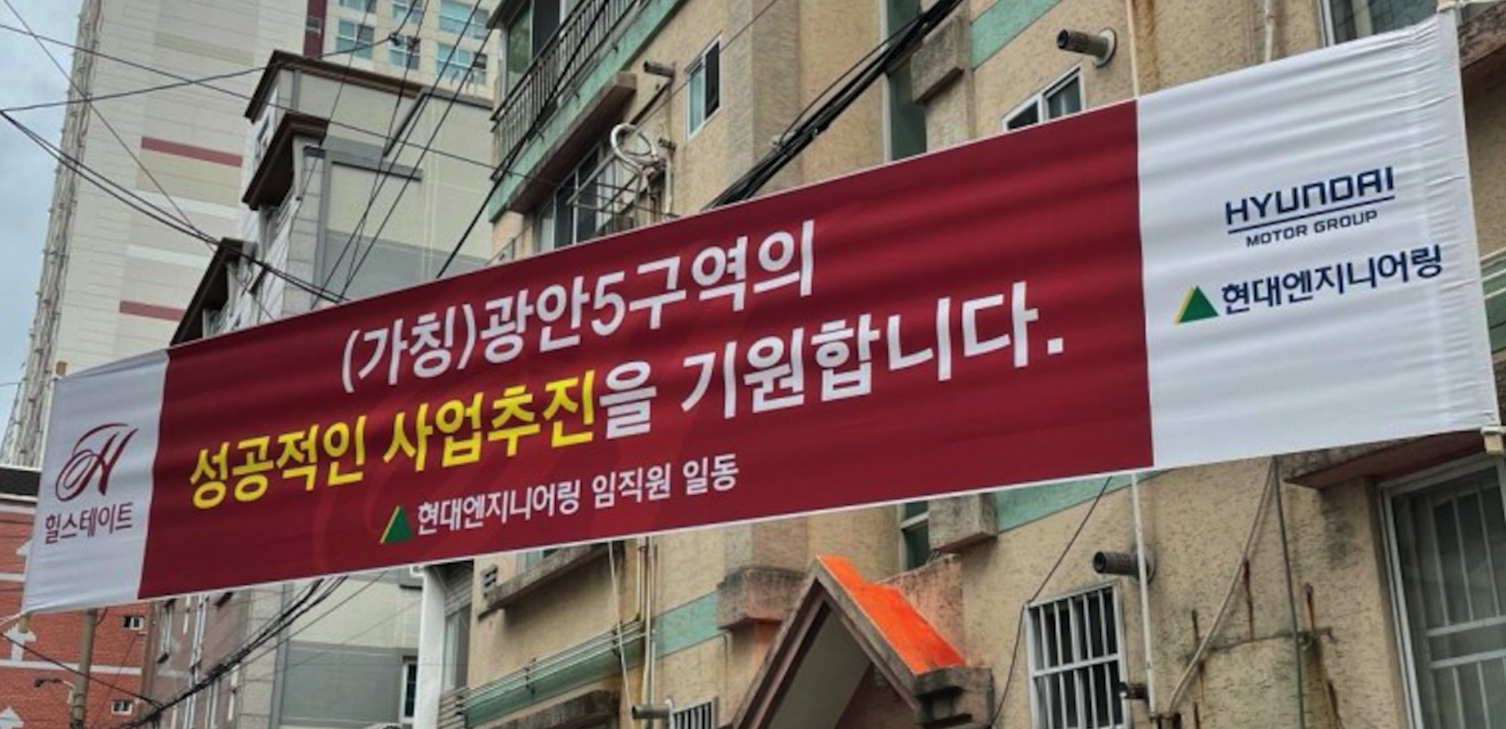 (가칭)광안5구역의
성공적인 사업추진을 기원합니다.
현대엔지니어링 임직원 일동
H
힐스테이트
HYUNDAI
MOTOR GROUP
현대엔지니어링